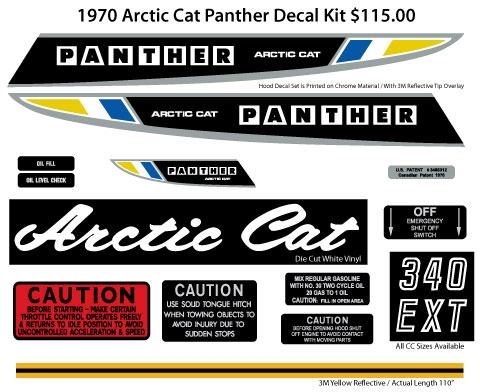 1970 Arctic Cat Panther Decal Kit $115.00
PANTHER ARCTIC CAT
Hood Decal Set is Printed on Chrome Material / With 3M Reflective Tip Overlay
ARCTIC CAT PANTHER
OIL FILL
OIL LEVEL CHECK
PANTHER
ARCTIC CAT
U.S. PATENT #3485312
Canadian Patent 1970
Arctic Cat
Die Cut White Vinyl
OFF
EMERGENCY
SHUT OFF
SWITCH
CAUTION
BEFORE STARTING - MAKE CERTAIN
THROTTLE CONTROL OPERATES FREELY
& RETURNS TO IDLE POSITION TO AVOID
UNCONTROLLED ACCELERATION & SPEED
CAUTION
USE SOLID TONGUE HITCH
WHEN TOWING OBJECTS TO
AVOID INJURY DUE TO
SUDDEN STOPS
MIX REGULAR GASOLINE
WITH NO. 30 TWO CYCLE OIL
20 GAS TO 1 OIL
CAUTION: FILL IN OPEN AREA
CAUTION
BEFORE OPENING HOOD SHUT
OFF ENGINE TO AVOID CONTACT
WITH MOVING PARTS
340
EXT
All CC Sizes Available
3M Yellow Reflective / Actual Length 110"